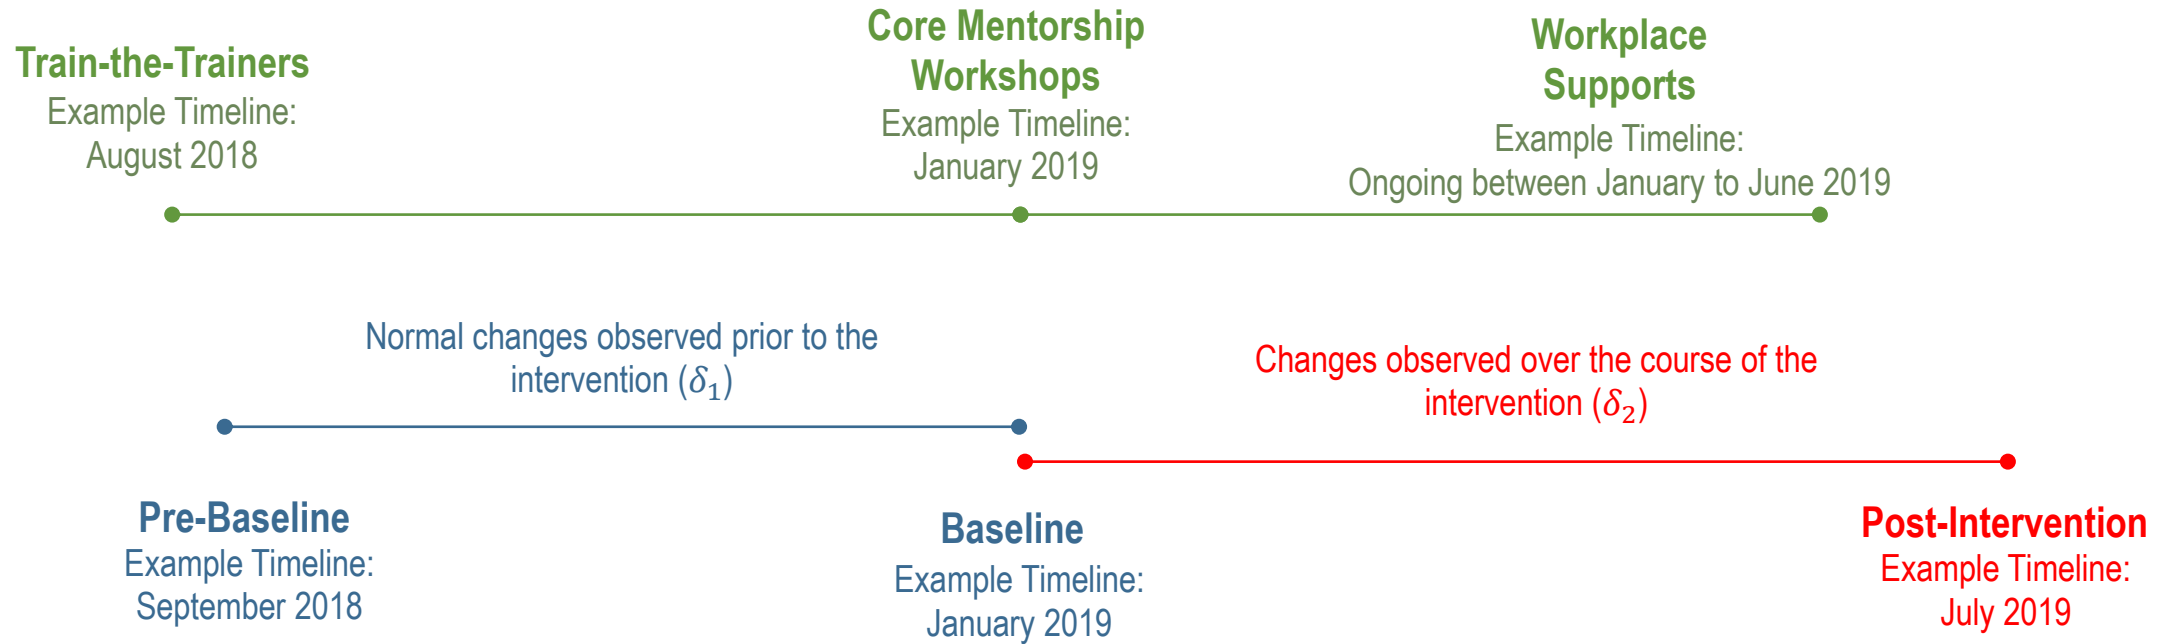 Train-the-Trainers
Example Timeline:
August 2018
Core Mentorship
Workshops
Example Timeline:
January 2019
Workplace
Supports
Example Timeline:
Ongoing between January to June 2019
Normal changes observed prior to the
intervention (𝛿₁)
Changes observed over the course of the
intervention (𝛿₂)
Pre-Baseline
Example Timeline:
September 2018
Baseline
Example Timeline:
January 2019
Post-Intervention
Example Timeline:
July 2019